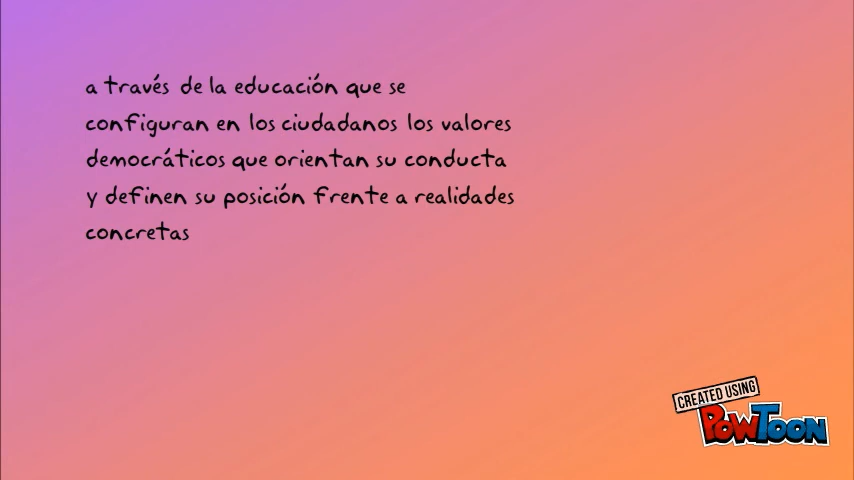 a través de la educación que se
configuran en los ciudadanos los valores
democráticos que orientan su conducta
y definen su posición frente a realidades
concretas
CREATED USING
POWTOON